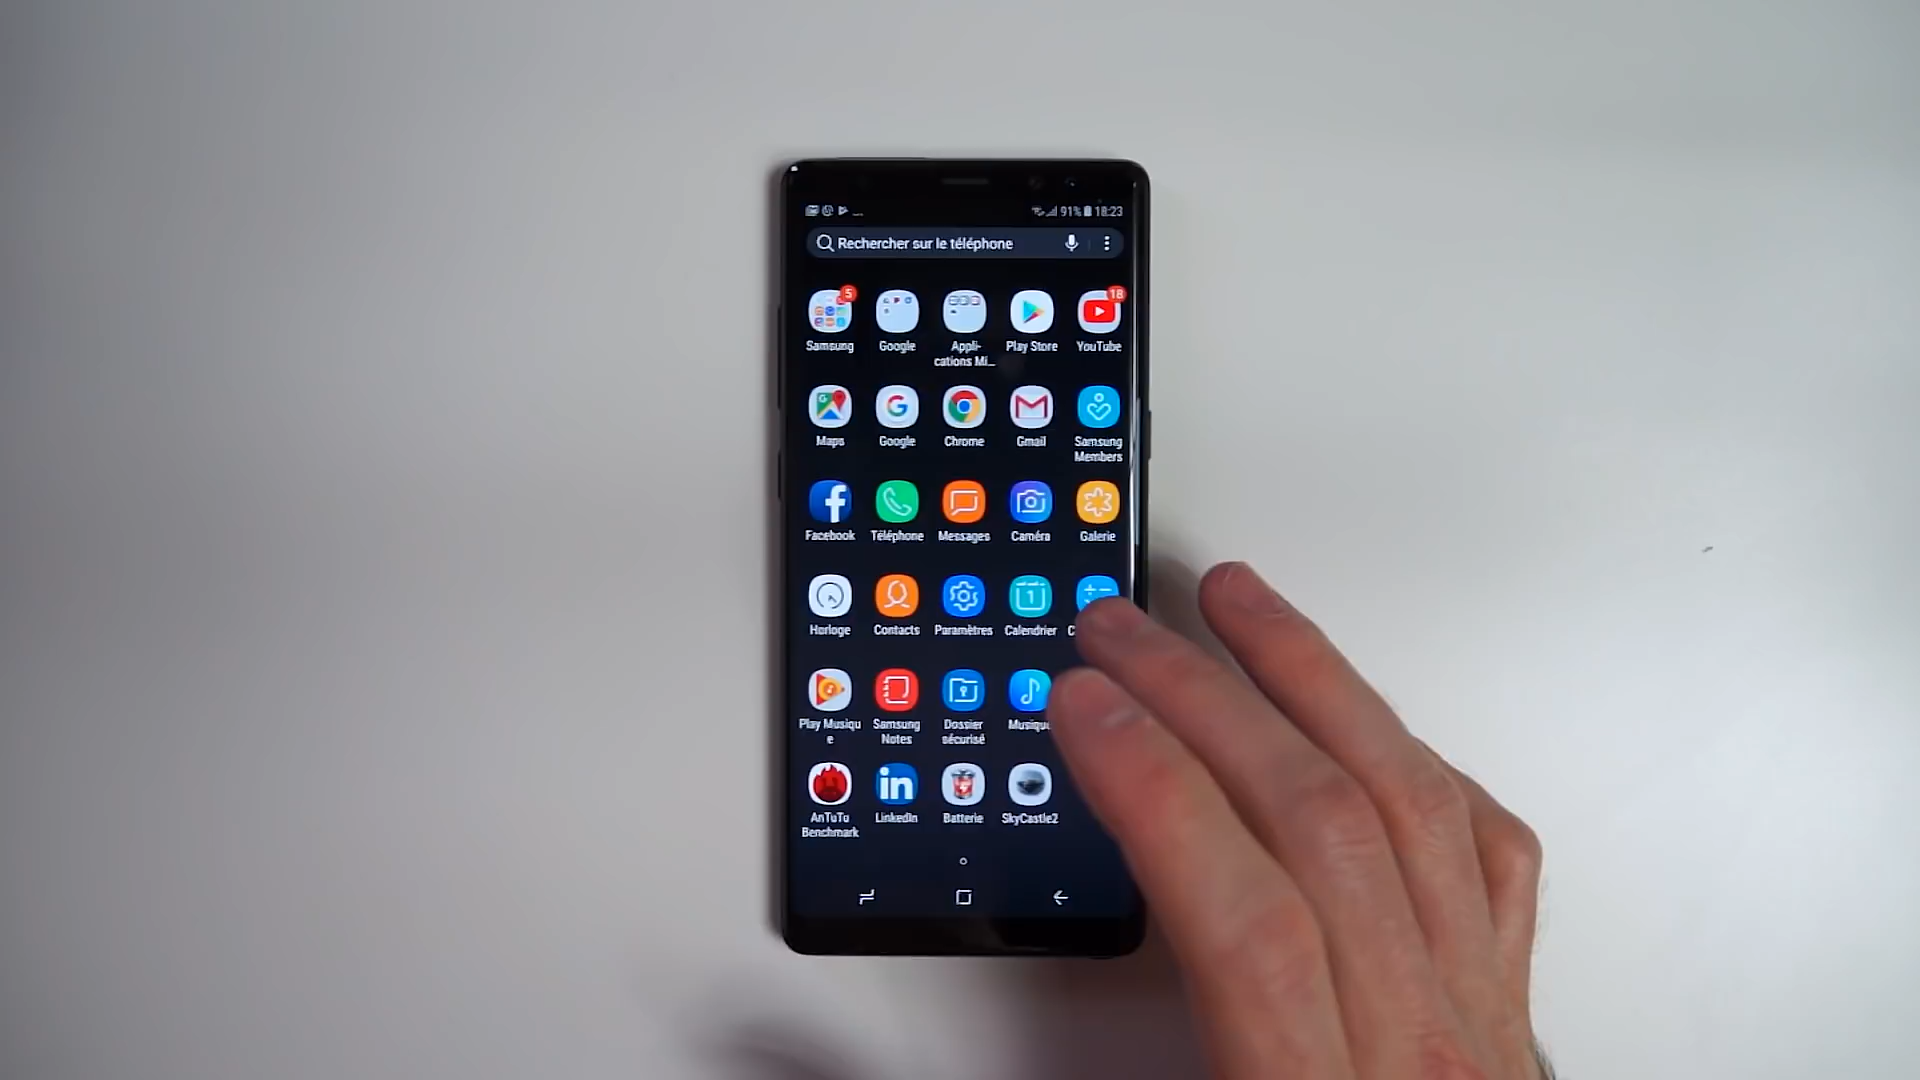 91% 18:23
Rechercher sur le téléphone
5
18
Samsung
Google
Appli-
cations Mi...
Play Store
YouTube
Maps
Google
Chrome
Gmail
Samsung
Members
Facebook
Téléphone
Messages
Caméra
Galerie
Horloge
Contacts
Paramètres
Calendrier
C
Play Musiqu
e
Samsung
Notes
Dossier
sécurisé
Musique
AnTuTu
Benchmark
LinkedIn
Batterie
SkyCastle2